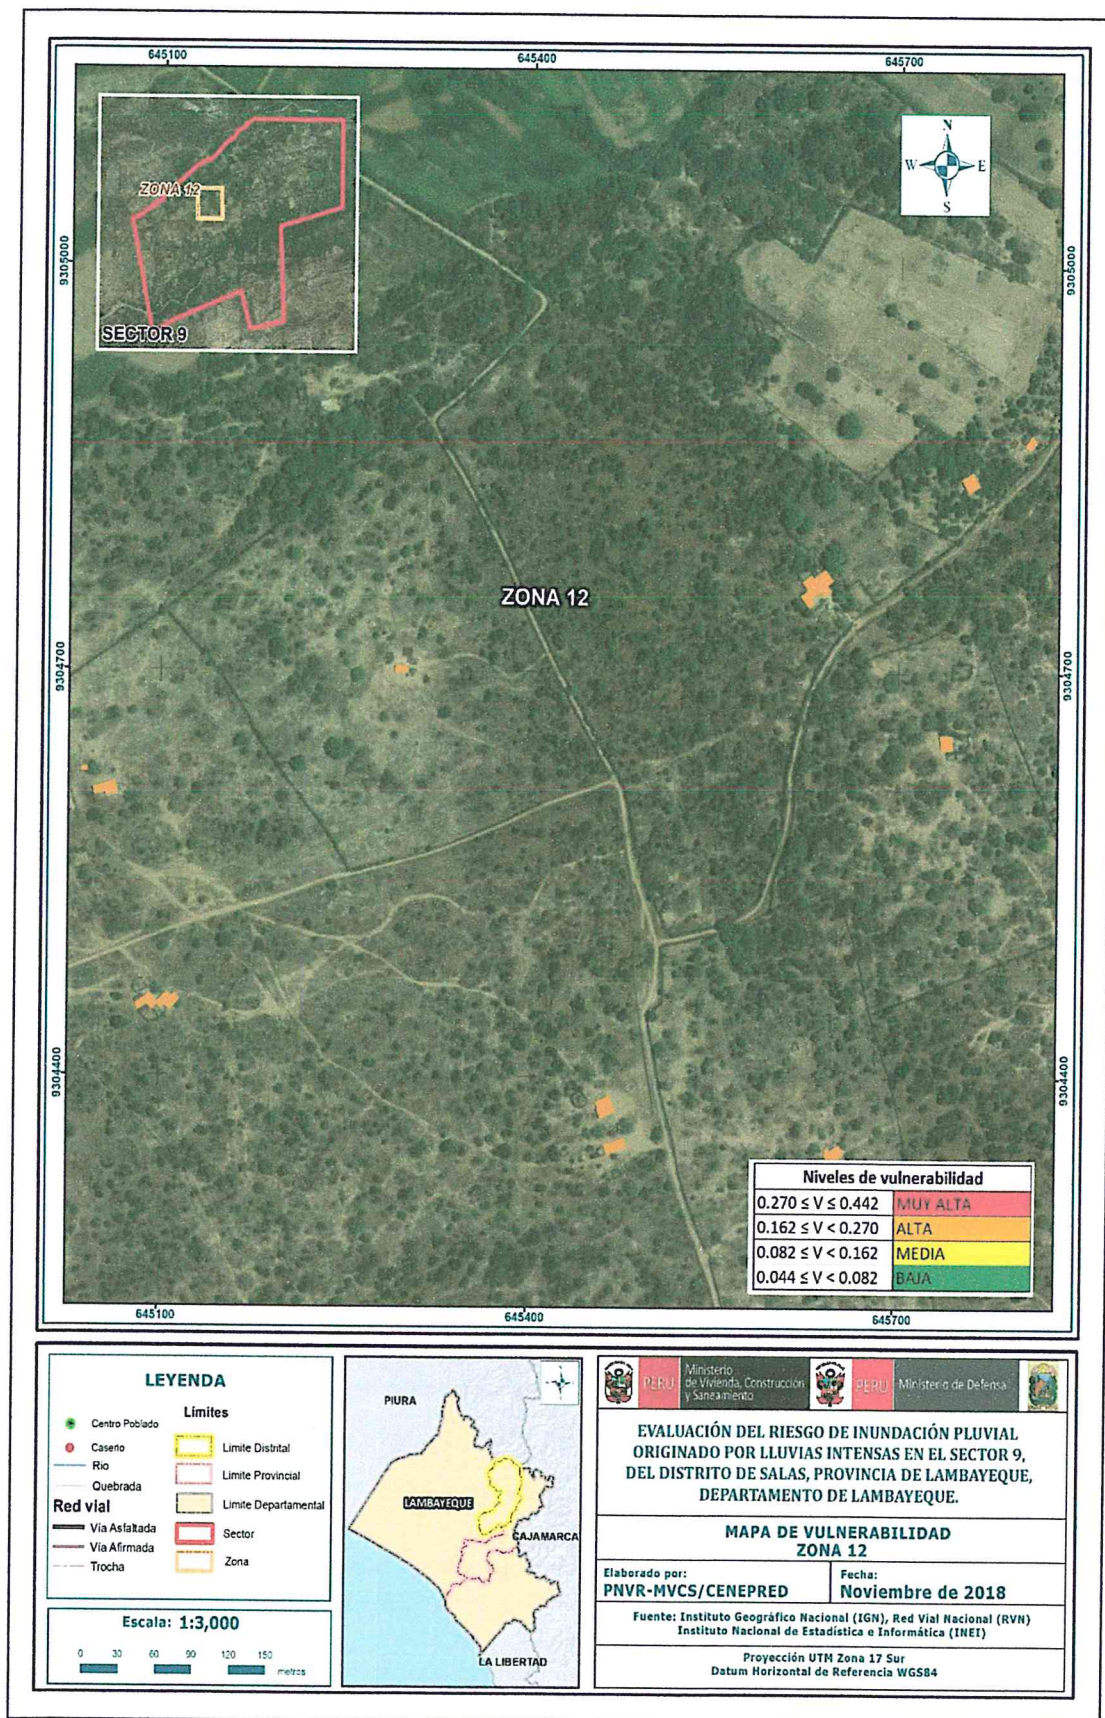 645100
645400
645700
N
W
E
S
ZONA 12
SECTOR 9
9305000
9305000
ZONA 12
9304700
9304700
9304400
9304400
Niveles de vulnerabilidad
0.270 ≤ V ≤ 0.442 MUY ALTA
0.162 ≤ V < 0.270 ALTA
0.082 ≤ V < 0.162 MEDIA
0.044 ≤ V < 0.082 BAJA
645100
645400
645700
LEYENDA
Centro Poblado
Caserio
Rio
Quebrada
Red vial
Vía Asfaltada
Vía Afirmada
Trocha
Límites
Limite Distrital
Limite Provincial
Limite Departamental
Sector
Zona
Escala: 1:3,000
0 30 60 90 120 150
metros
PIURA
LAMBAYEQUE
CAJAMARCA
LA LIBERTAD
PERÚ
Ministerio
de Vivienda, Construcción
y Saneamiento
PERÚ
Ministerio de Defensa
EVALUACIÓN DEL RIESGO DE INUNDACIÓN PLUVIAL
ORIGINADO POR LLUVIAS INTENSAS EN EL SECTOR 9,
DEL DISTRITO DE SALAS, PROVINCIA DE LAMBAYEQUE,
DEPARTAMENTO DE LAMBAYEQUE.
MAPA DE VULNERABILIDAD
ZONA 12
Elaborado por:
PNVR-MVCS/CENEPRED
Fecha:
Noviembre de 2018
Fuente: Instituto Geográfico Nacional (IGN), Red Vial Nacional (RVN)
Instituto Nacional de Estadística e Informática (INEI)
Proyección UTM Zona 17 Sur
Datum Horizontal de Referencia WGS84